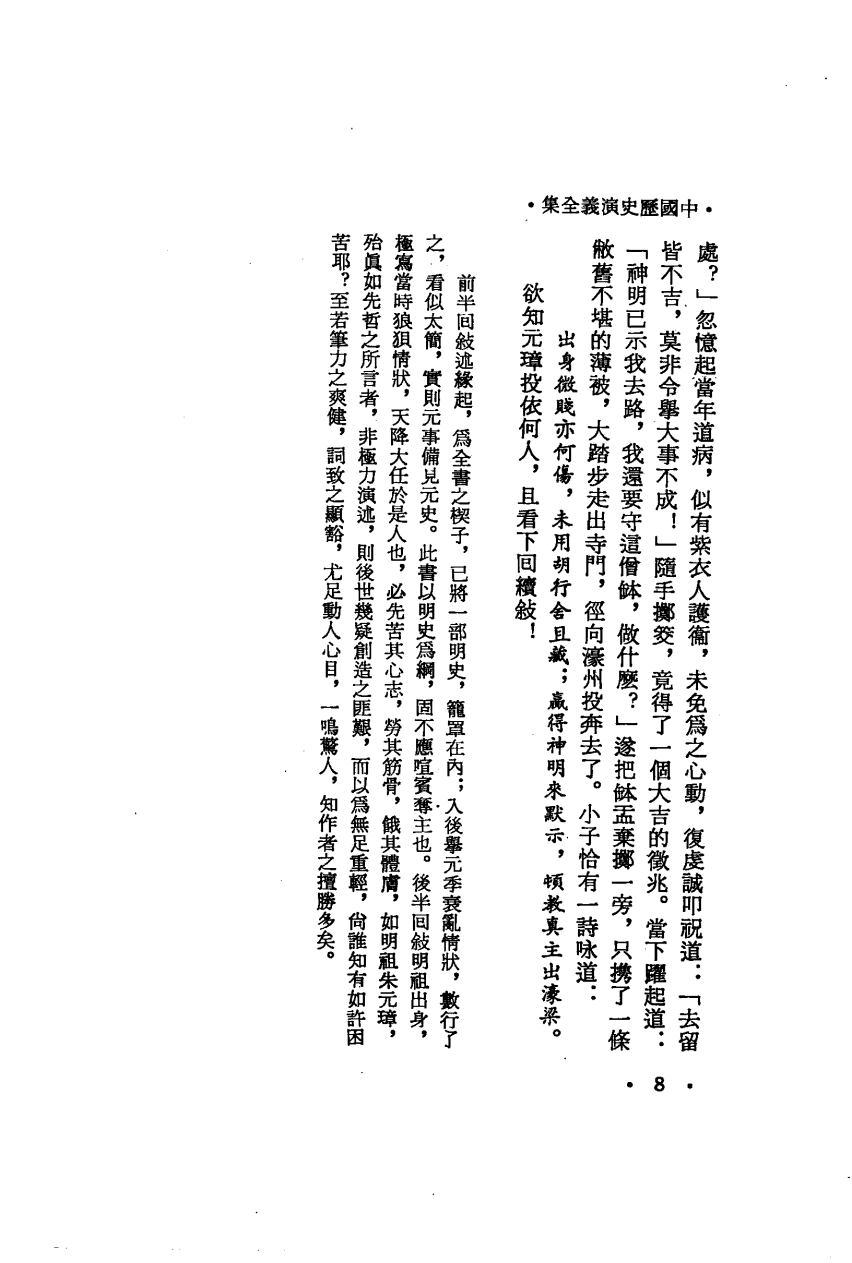 ·中國歷史演義全集·
處？」忽憶起當年道病，似有紫衣人護衞，未免爲之心動，復虔誠叩祝道：「去留
皆不吉，莫非令舉大事不成！」隨手擲筊，竟得了一個大吉的徵兆。當下躍起道：
「神明已示我去路，我還要守這僧鉢，做什麽？」遂把鉢盂棄擲一旁，只携了一條
敝舊不堪的薄被，大踏步走出寺門，徑向濠州投奔去了。小子恰有一詩咏道：
出身微賤亦何傷，未用胡行舍且藏；贏得神明來默示，頓教真主出濠梁。
欲知元璋投依何人，且看下回續敍！
前半回敍述緣起，爲全書之楔子，已將一部明史，籠罩在內；入後舉元季衰亂情狀，數行了
之，看似太簡，實則元事備見元史。此書以明史爲綱，固不應喧賓奪主也。後半回敍明祖出身，
極寫當時狼狽情狀，天降大任於是人也，必先苦其心志，勞其筋骨，餓其體膚，如明祖朱元璋，
殆眞如先哲之所言者，非極力演述，則後世幾疑創造之匪艱，而以爲無足重輕，尙誰知有如許困
苦耶？至若筆力之爽健，詞致之顯豁，尤足動人心目，一鳴驚人，知作者之擅勝多矣。
·8·